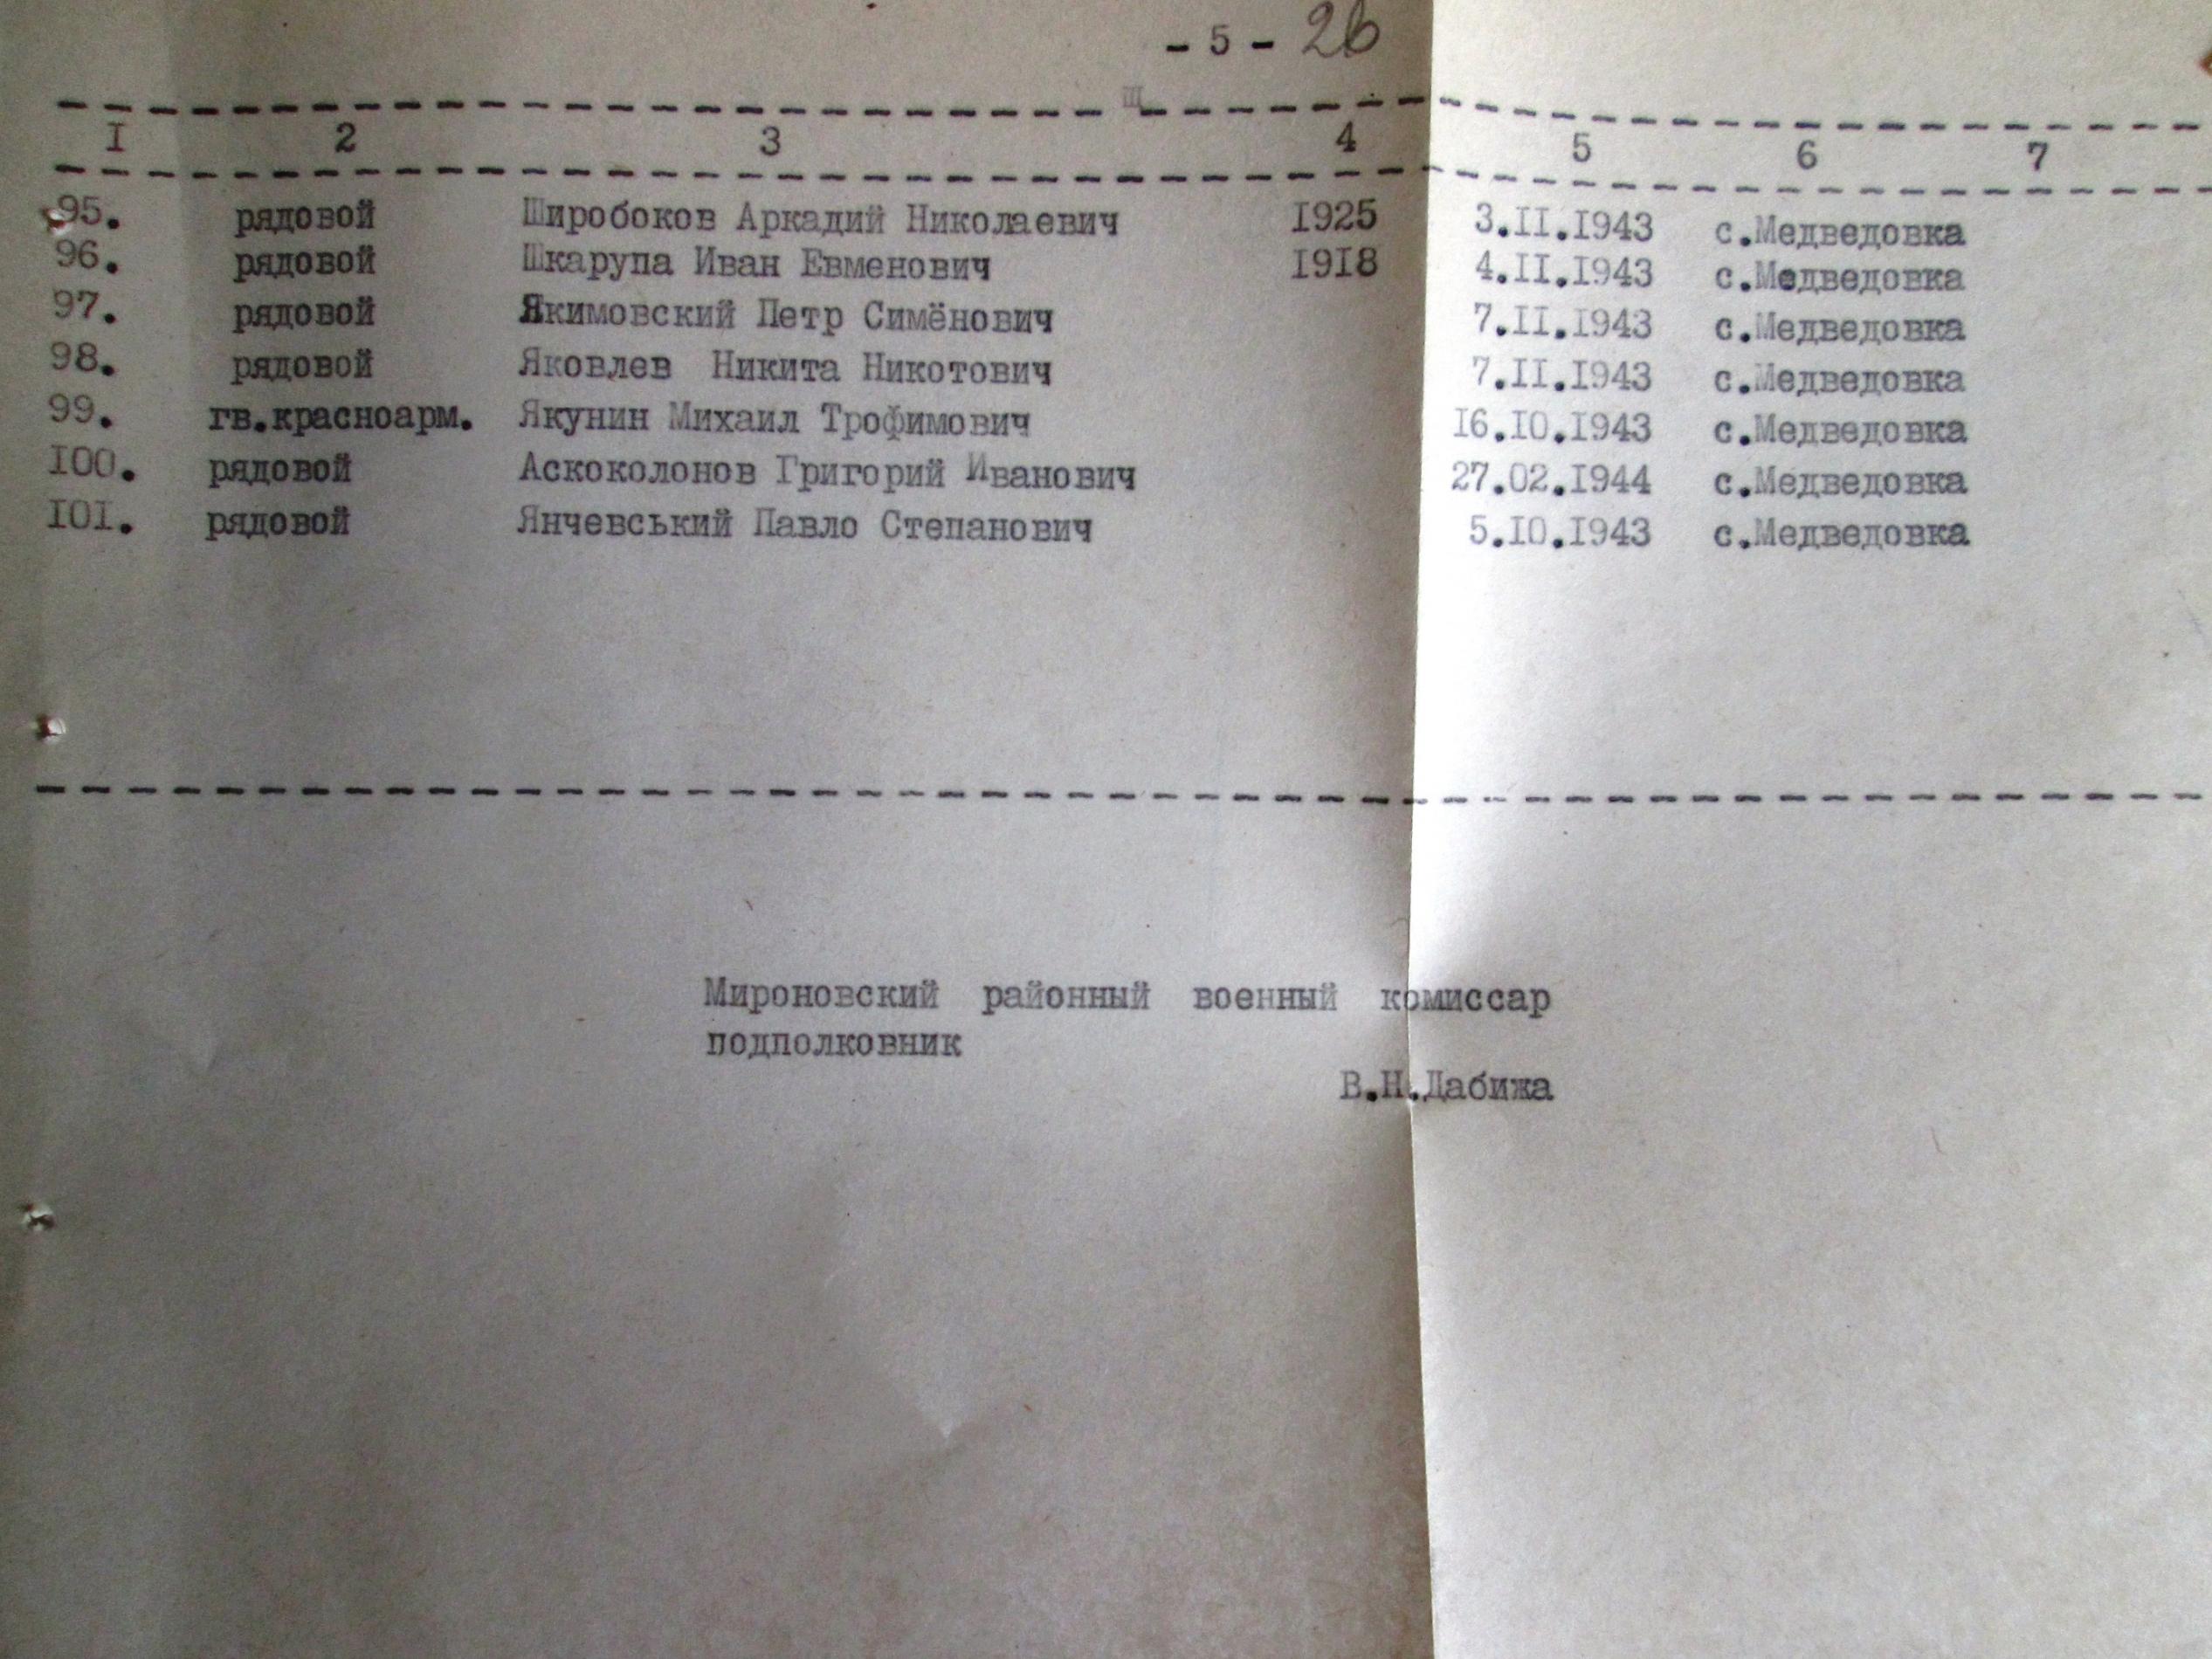 - 5 - 26
I 2 3 4 5 6 7
95. рядовой Широбоков Аркадий Николаевич I925 3.II.I943 с.Медведовка
96. рядовой Шкарупа Иван Евменович I9I8 4.II.I943 с.Медведовка
97. рядовой Якимовский Петр Симёнович 7.II.I943 с.Медведовка
98. рядовой Яковлев Никита Никотович 7.II.I943 с.Медведовка
99. гв.красноарм. Якунин Михаил Трофимович I6.I0.I943 с.Медведовка
I00. рядовой Аскоколонов Григорий Иванович 27.02.I944 с.Медведовка
I0I. рядовой Янчевський Павло Степанович 5.I0.I943 с.Медведовка
Мироновский районный военный комиссар
подполковник
В.Н.Дабижа